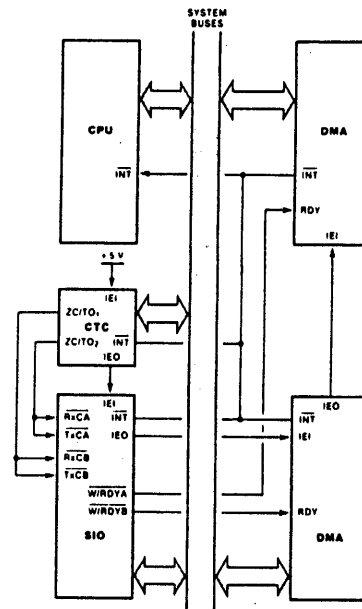 SYSTEM
BUSES
CPU
INT
DMA
INT
RDY
IEI
+5 V
IEI
ZC/TO1
CTC
ZC/TO2
INT
IEO
IEI
RxCA
INT
TxCA
IEO
RxCB
TxCB
W/RDYA
W/RDYB
SIO
IEO
INT
IEI
RDY
DMA